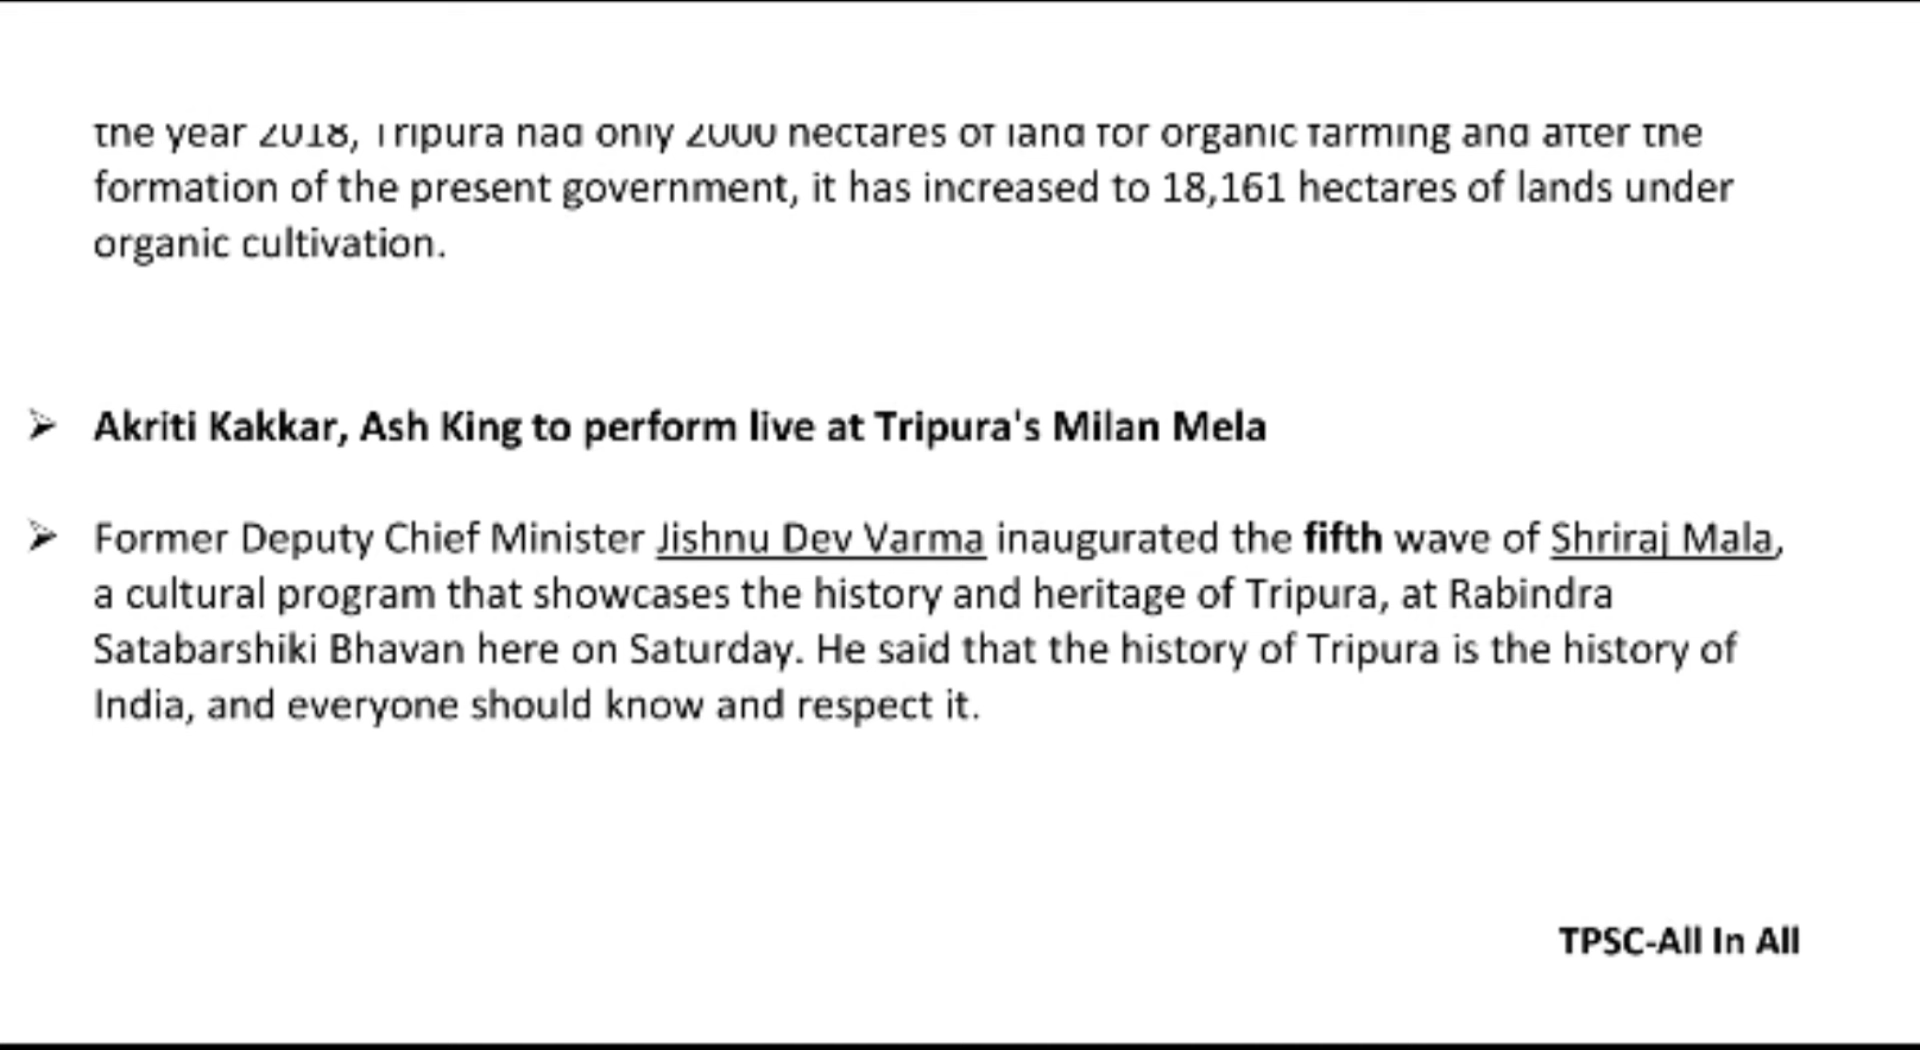 the year 2018, Tripura had only 2000 hectares of land for organic farming and after the
formation of the present government, it has increased to 18,161 hectares of lands under
organic cultivation.
➢ Akriti Kakkar, Ash King to perform live at Tripura's Milan Mela
➢ Former Deputy Chief Minister Jishnu Dev Varma inaugurated the fifth wave of Shriraj Mala,
a cultural program that showcases the history and heritage of Tripura, at Rabindra
Satabarshiki Bhavan here on Saturday. He said that the history of Tripura is the history of
India, and everyone should know and respect it.
TPSC-All In All